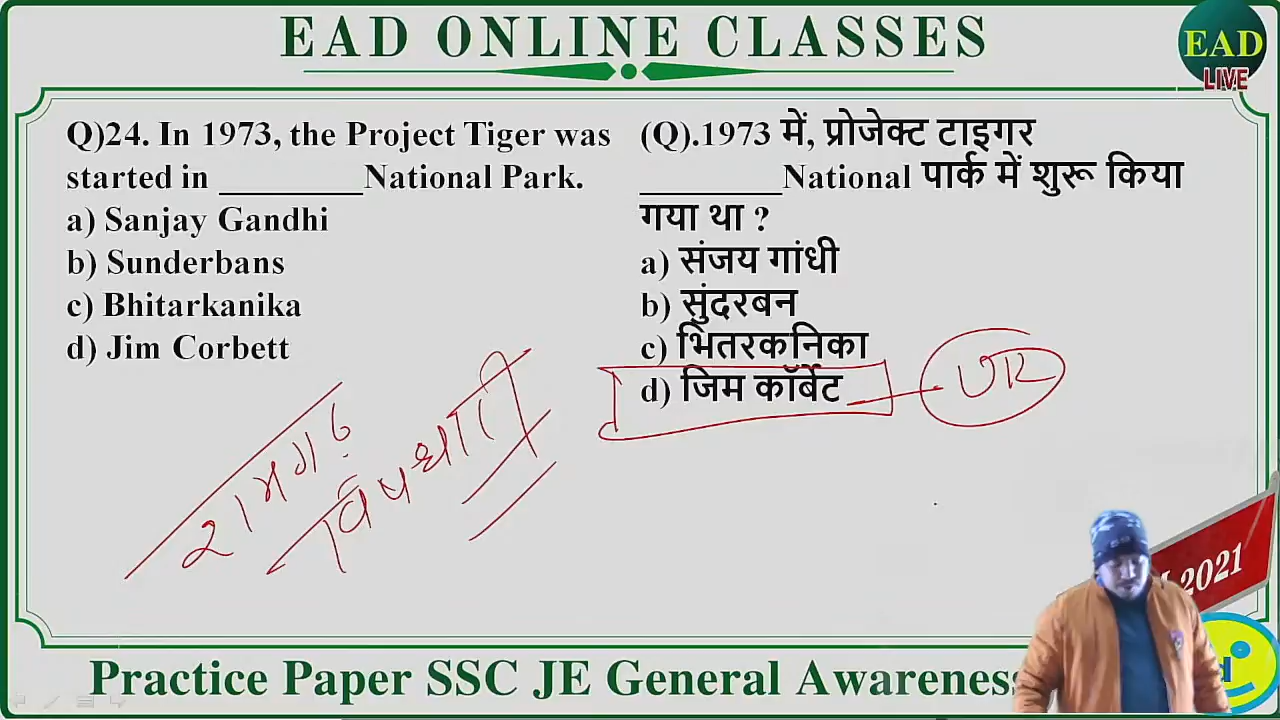 EAD ONLINE CLASSES
EAD
LIVE
Q)24. In 1973, the Project Tiger was
started in ________National Park.
a) Sanjay Gandhi
b) Sunderbans
c) Bhitarkanika
d) Jim Corbett
(Q).1973 में, प्रोजेक्ट टाइगर
________National पार्क में शुरू किया
गया था ?
a) संजय गांधी
b) सुंदरबन
c) भितरकनिका
d) जिम कॉर्बेट
UK
2021
Practice Paper SSC JE General Awareness